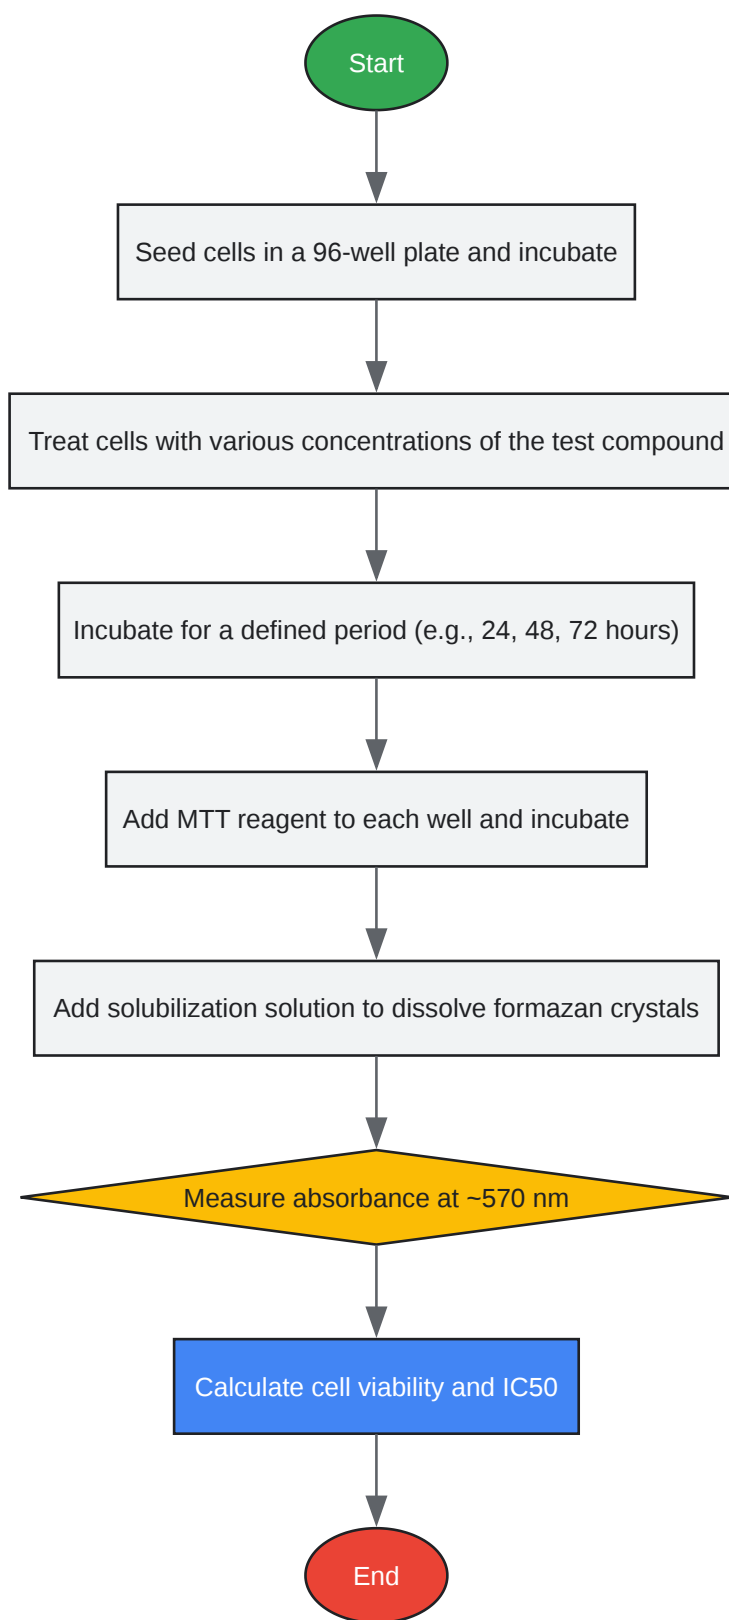 Start
Seed cells in a 96-well plate and incubate
Treat cells with various concentrations of the test compound
Incubate for a defined period (e.g., 24, 48, 72 hours)
Add MTT reagent to each well and incubate
Add solubilization solution to dissolve formazan crystals
Measure absorbance at ~570 nm
Calculate cell viability and IC50
End